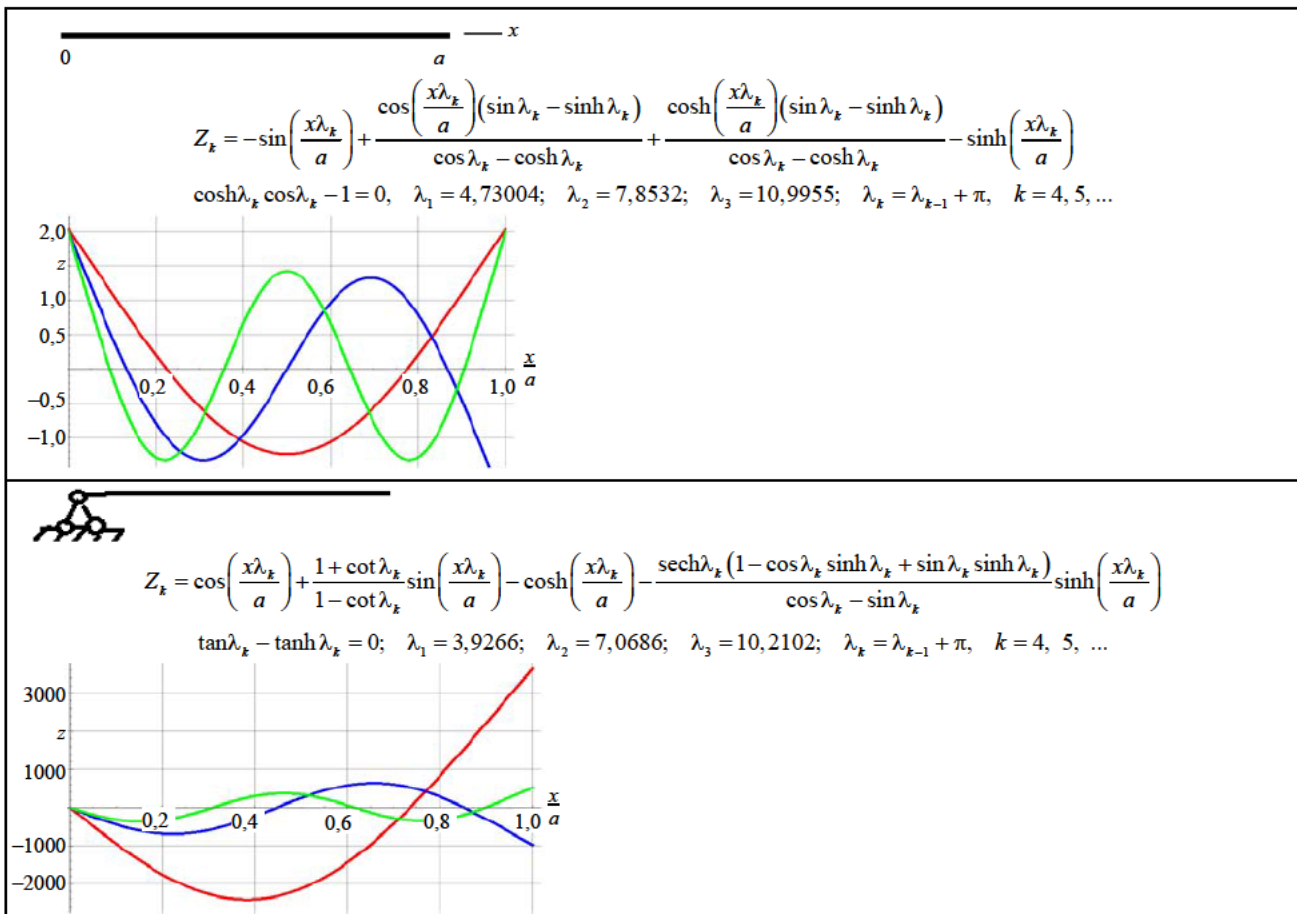 0 a x
Z_k = −sin(xλ_k/a) + cos(xλ_k/a)(sin λ_k − sinh λ_k)/(cos λ_k − cosh λ_k) + cosh(xλ_k/a)(sin λ_k − sinh λ_k)/(cos λ_k − cosh λ_k) − sinh(xλ_k/a)
coshλ_k cosλ_k − 1 = 0, λ_1 = 4,73004; λ_2 = 7,8532; λ_3 = 10,9955; λ_k = λ_{k−1} + π, k = 4, 5, ...
2,0
z
1,0
0,5
x/a
0,2 0,4 0,6 0,8 1,0
−0,5
−1,0
Z_k = cos(xλ_k/a) + (1 + cot λ_k)/(1 − cot λ_k) sin(xλ_k/a) − cosh(xλ_k/a) − sechλ_k (1 − cos λ_k sinh λ_k + sin λ_k sinh λ_k)/(cos λ_k − sin λ_k) sinh(xλ_k/a)
tanλ_k − tanh λ_k = 0; λ_1 = 3,9266; λ_2 = 7,0686; λ_3 = 10,2102; λ_k = λ_{k−1} + π, k = 4, 5, ...
3000
z
1000
x/a
0,2 0,4 0,6 0,8 1,0
−1000
−2000